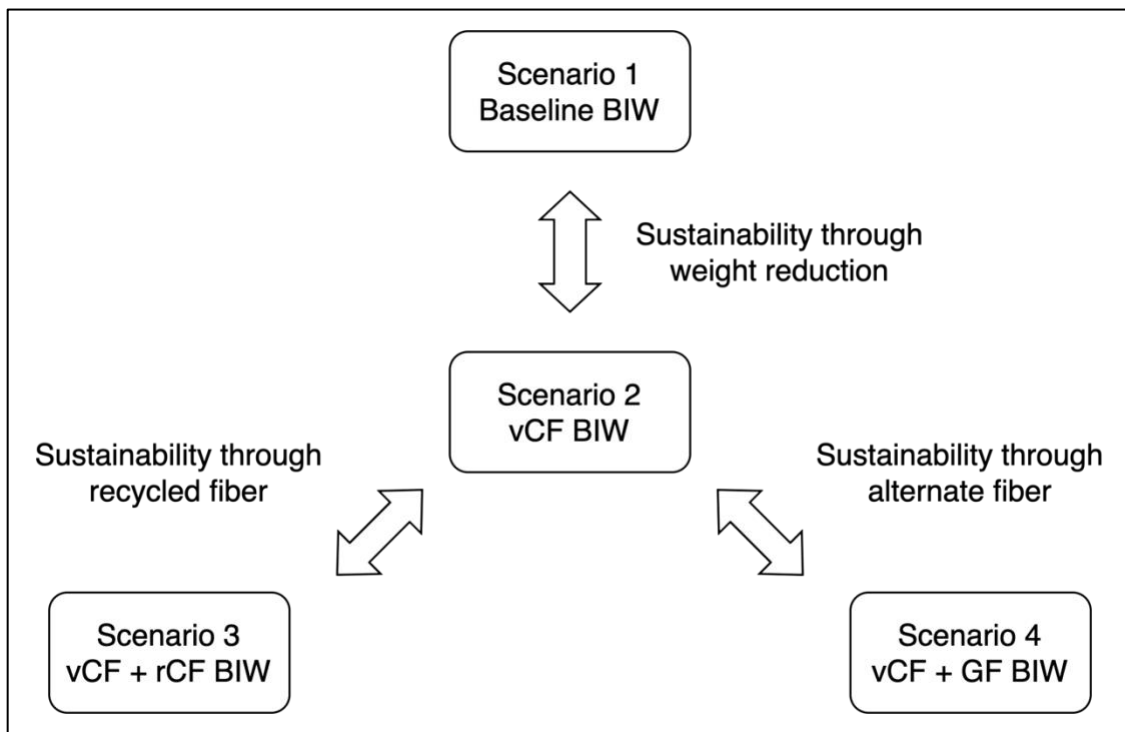 Scenario 1
Baseline BIW
Sustainability through
weight reduction
Scenario 2
vCF BIW
Sustainability through
recycled fiber
Sustainability through
alternate fiber
Scenario 3
vCF + rCF BIW
Scenario 4
vCF + GF BIW